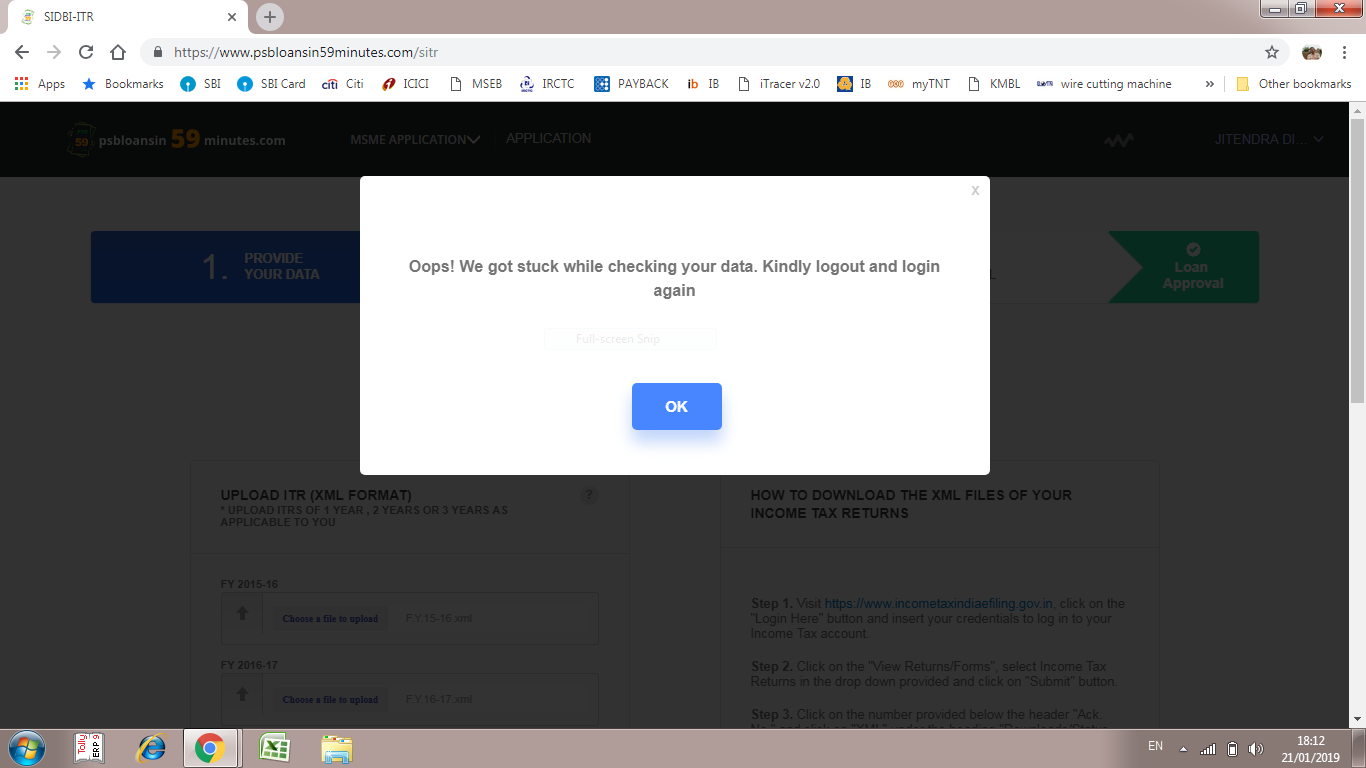 SIDBI-ITR
https://www.psbloansin59minutes.com/sitr
Apps Bookmarks SBI SBI Card citi Citi ICICI MSEB IRCTC PAYBACK ib IB iTracer v2.0 IB myTNT KMBL wire cutting machine » Other bookmarks
psbloansin 59 minutes.com MSME APPLICATION APPLICATION JITENDRA DI...
X
1. PROVIDE
YOUR DATA
Oops! We got stuck while checking your data. Kindly logout and login
again
Loan
Approval
Full-screen Snip
OK
UPLOAD ITR (XML FORMAT) ?
* UPLOAD ITRS OF 1 YEAR , 2 YEARS OR 3 YEARS AS
APPLICABLE TO YOU
FY 2015-16
Choose a file to upload F.Y.15-16.xml
FY 2016-17
Choose a file to upload F.Y.16-17.xml
HOW TO DOWNLOAD THE XML FILES OF YOUR
INCOME TAX RETURNS
Step 1. Visit https://www.incometaxindiaefiling.gov.in, click on the
"Login Here" button and insert your credentials to log in to your
Income Tax account.
Step 2. Click on the "View Returns/Forms", select Income Tax
Returns in the drop down provided and click on "Submit" button.
Step 3. Click on the number provided below the header "Ack.
Tally
ERP 9
EN 18:12
21/01/2019